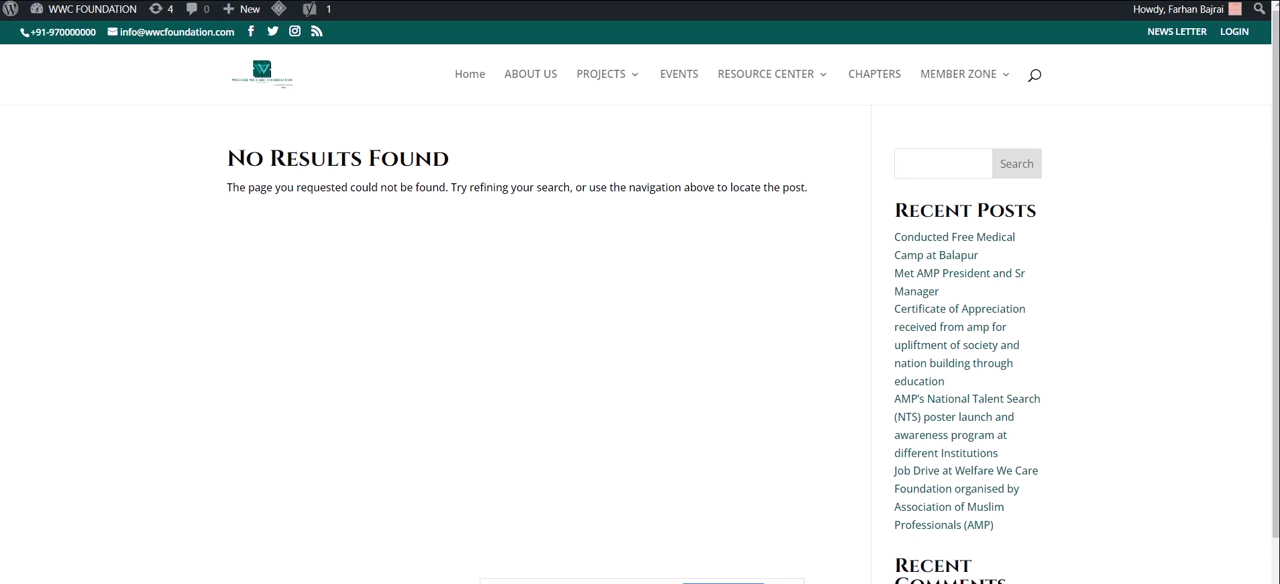 WWC FOUNDATION 4 0 New 1 Howdy, Farhan Bajrai
+91-970000000 info@wwcfoundation.com NEWS LETTER LOGIN
Home ABOUT US PROJECTS EVENTS RESOURCE CENTER CHAPTERS MEMBER ZONE
No Results Found
The page you requested could not be found. Try refining your search, or use the navigation above to locate the post.
Search
Recent Posts
Conducted Free Medical
Camp at Balapur
Met AMP President and Sr
Manager
Certificate of Appreciation
received from amp for
upliftment of society and
nation building through
education
AMP's National Talent Search
(NTS) poster launch and
awareness program at
different Institutions
Job Drive at Welfare We Care
Foundation organised by
Association of Muslim
Professionals (AMP)
Recent
Comments